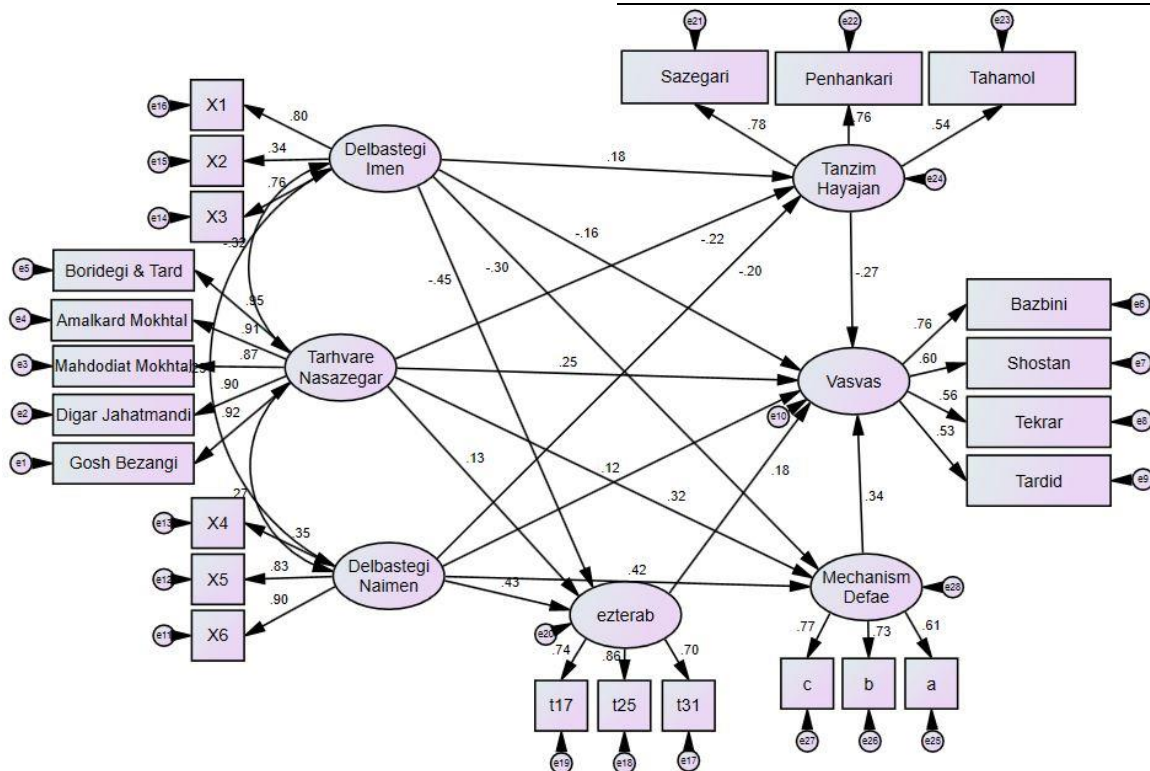 e21
e22
e23
Sazegari
Penhankari
Tahamol
e16
X1
.80
.78
.76
.54
e15
X2
.34
Delbastegi
Imen
.18
Tanzim
Hayajan
e24
e14
X3
.76
-.32
-.16
-.22
-.20
-.30
-.45
-.27
e5
Boridegi & Tard
.95
e4
Amalkard Mokhtal
.91
e3
Mahdodiat Mokhtal
.87
Tarhvare
Nasazegar
.25
Vasvas
.76
Bazbini
e6
.60
Shostan
e7
e2
Digar Jahatmandi
.90
.56
Tekrar
e8
e10
e1
Gosh Bezangi
.92
.53
Tardid
e9
.13
.12
.18
.32
.34
.27
e13
X4
.35
e12
X5
.83
Delbastegi
Naimen
.43
.42
Mechanism
Defae
e28
e11
X6
.90
e20
ezterab
.74
.86
.70
.77
.73
.61
t17
t25
t31
c
b
a
e19
e18
e17
e27
e26
e25